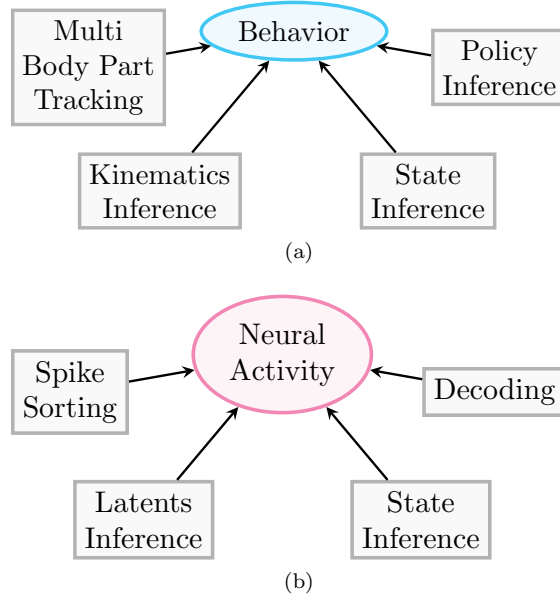 Multi
Body Part
Tracking
Behavior
Policy
Inference
Kinematics
Inference
State
Inference
(a)
Neural
Activity
Spike
Sorting
Decoding
Latents
Inference
State
Inference
(b)